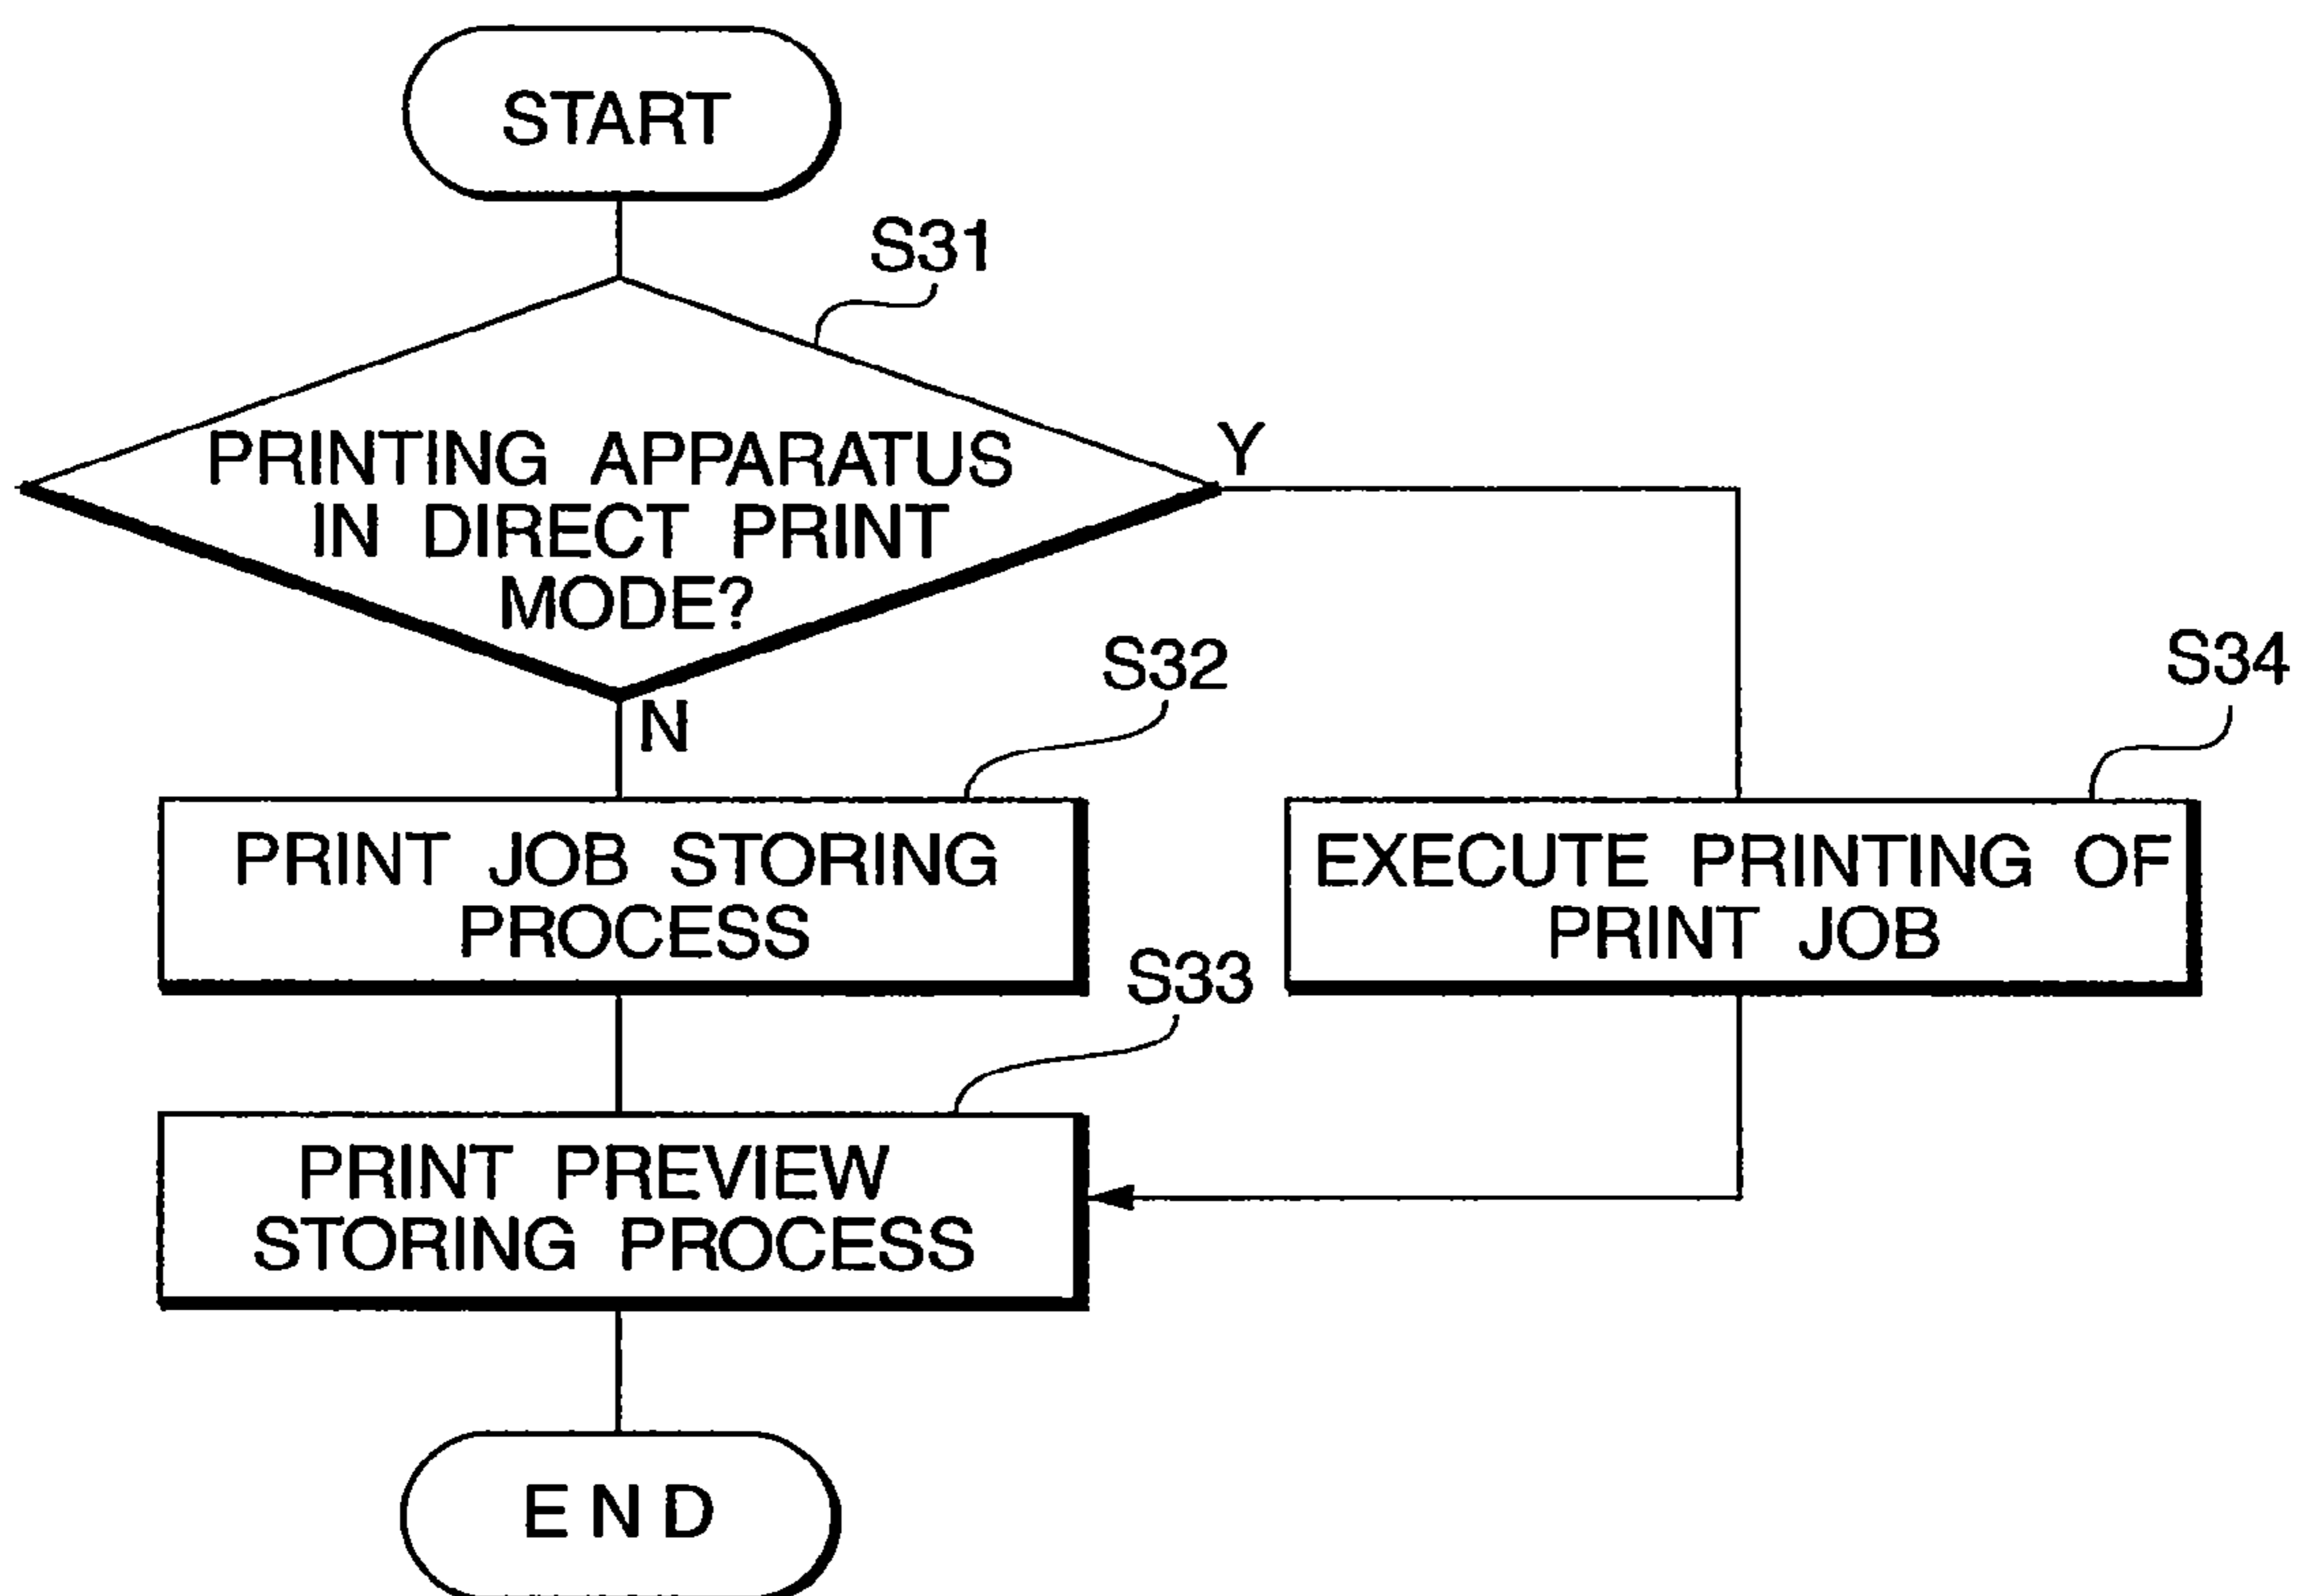 START
S31
PRINTING APPARATUS
IN DIRECT PRINT
MODE?
Y
N
S32
S34
PRINT JOB STORING
PROCESS
EXECUTE PRINTING OF
PRINT JOB
S33
PRINT PREVIEW
STORING PROCESS
END